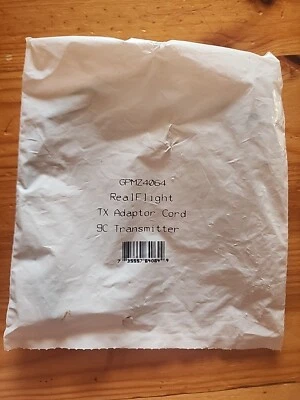 GPMZ4064
RealFlight
TX Adaptor Cord
9C Transmitter